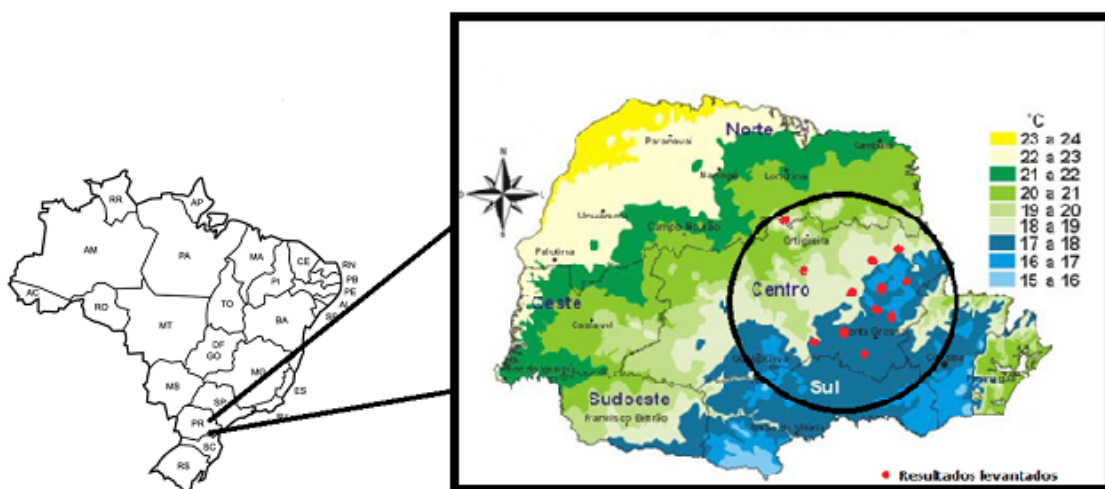 RR
AP
AM
PA
MA
CE
RN
PB
PE
AL
SE
PI
AC
RO
TO
MT
BA
DF
GO
MG
MS
ES
SP
PR
SC
RS
N
L
Norte
Paranavaí
Londrina
Umuarama
Campo Mourão
Palotina
Ortigueira
Oeste
Cascavel
Centro
Ponta Grossa
Sul
Sudoeste
Francisco Beltrão
°C
23 a 24
22 a 23
21 a 22
20 a 21
19 a 20
18 a 19
17 a 18
16 a 17
15 a 16
Resultados levantados